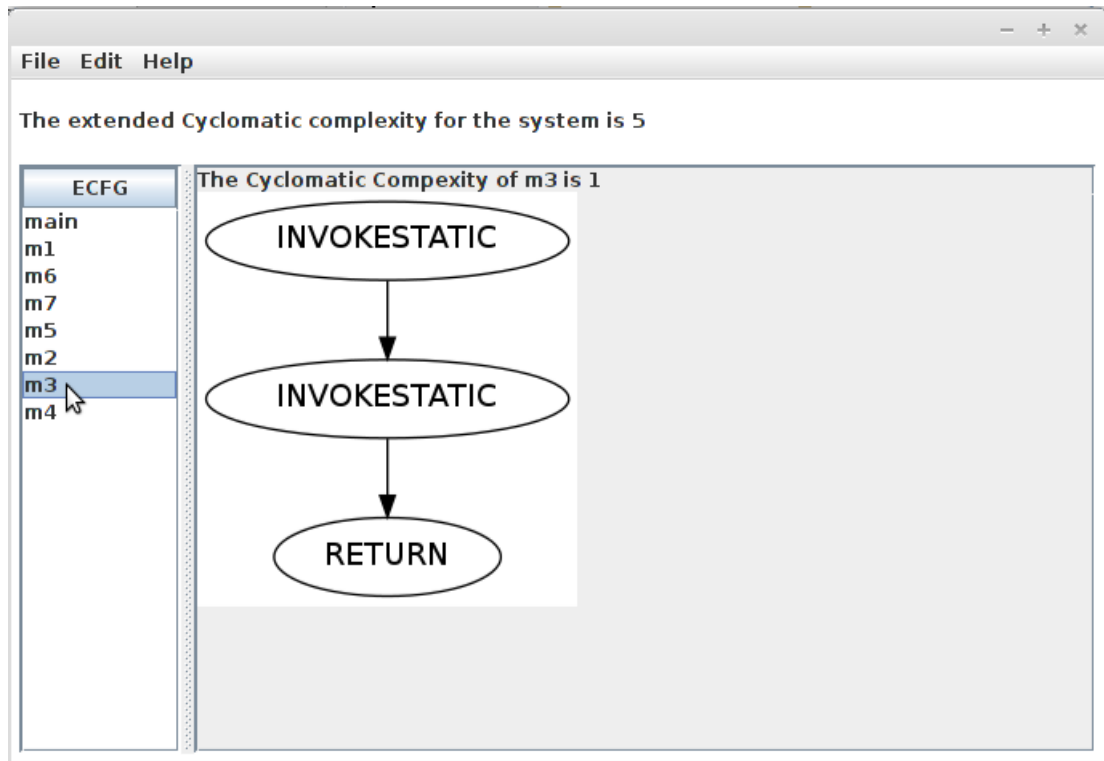 File Edit Help
The extended Cyclomatic complexity for the system is 5
ECFG
main
m1
m6
m7
m5
m2
m3
m4
The Cyclomatic Compexity of m3 is 1
INVOKESTATIC
INVOKESTATIC
RETURN